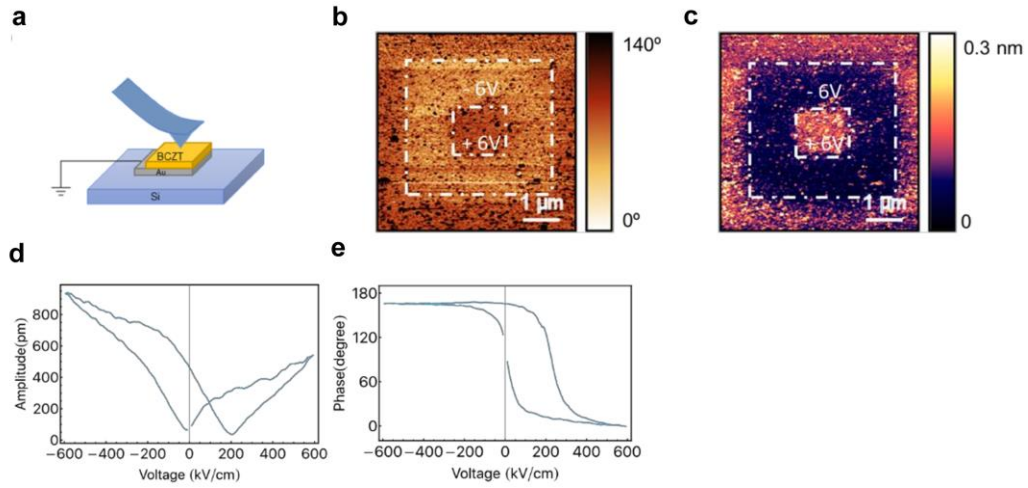 a
BCZT
Au
Si
b
- 6V
+ 6V
1 μm
140º
0º
c
- 6V
+ 6V
1 μm
0.3 nm
0
d
Amplitude(pm)
800
600
400
200
0
−600 −400 −200 0 200 400 600
Voltage (kV/cm)
e
Phase(degree)
180
120
60
0
−600 −400 −200 0 200 400 600
Voltage (kV/cm)